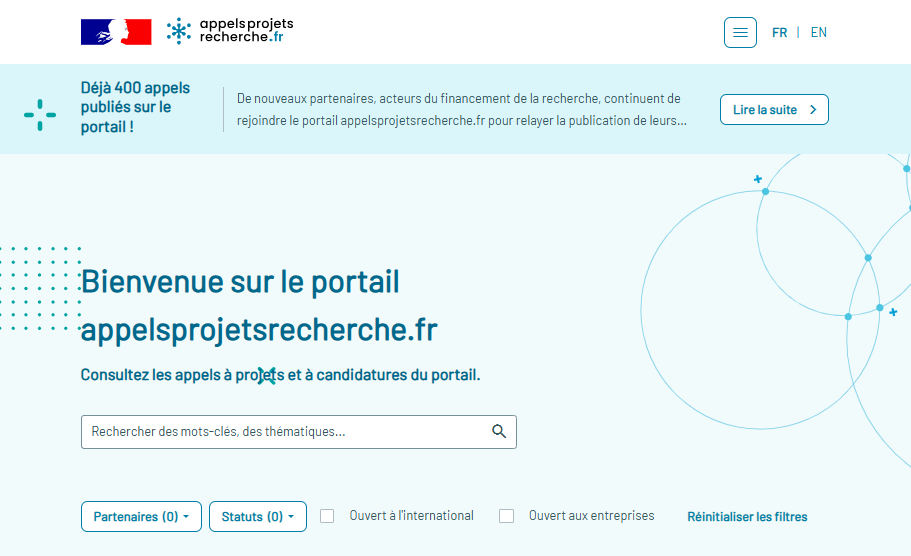 appelsprojets
recherche.fr
FR | EN
Déjà 400 appels
publiés sur le
portail !
De nouveaux partenaires, acteurs du financement de la recherche, continuent de
rejoindre le portail appelsprojetsrecherche.fr pour relayer la publication de leurs...
Lire la suite
Bienvenue sur le portail
appelsprojetsrecherche.fr
Consultez les appels à projets et à candidatures du portail.
Rechercher des mots-clés, des thématiques...
Partenaires (0)
Statuts (0)
Ouvert à l'international
Ouvert aux entreprises
Réinitialiser les filtres